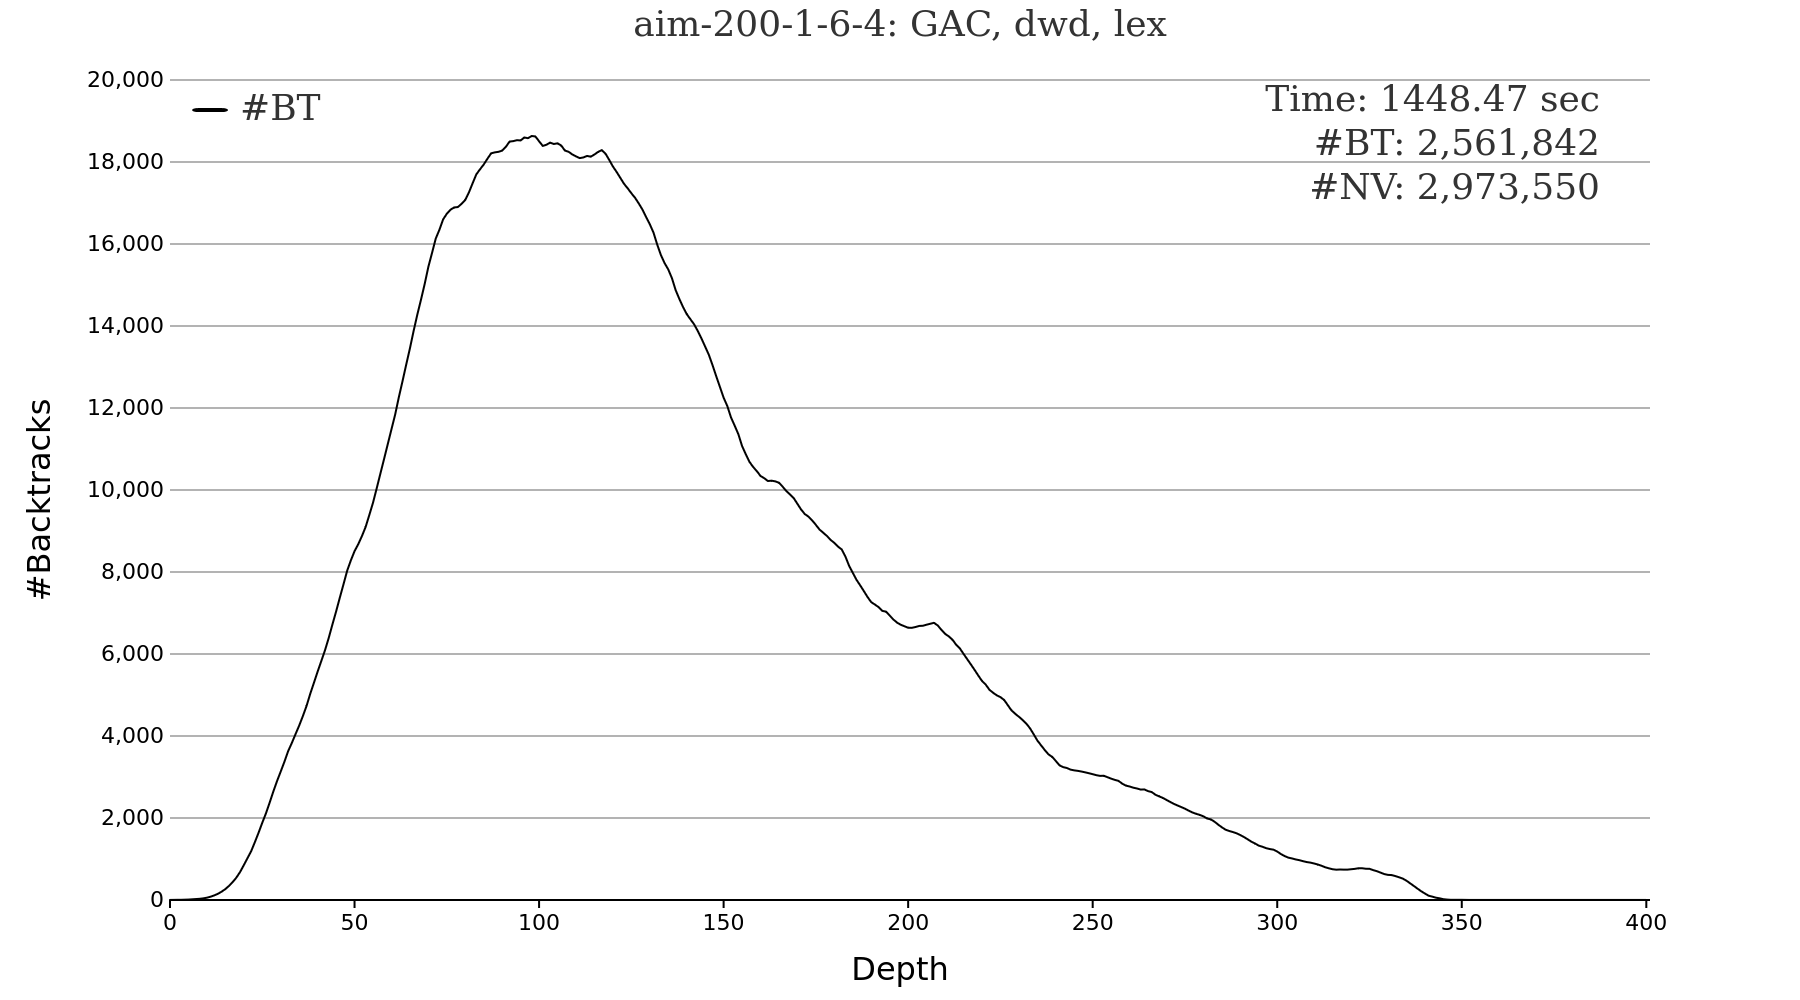 aim-200-1-6-4: GAC, dwd, lex
#BT
Time: 1448.47 sec
#BT: 2,561,842
#NV: 2,973,550
#Backtracks
20,000
18,000
16,000
14,000
12,000
10,000
8,000
6,000
4,000
2,000
0
0 50 100 150 200 250 300 350 400
Depth